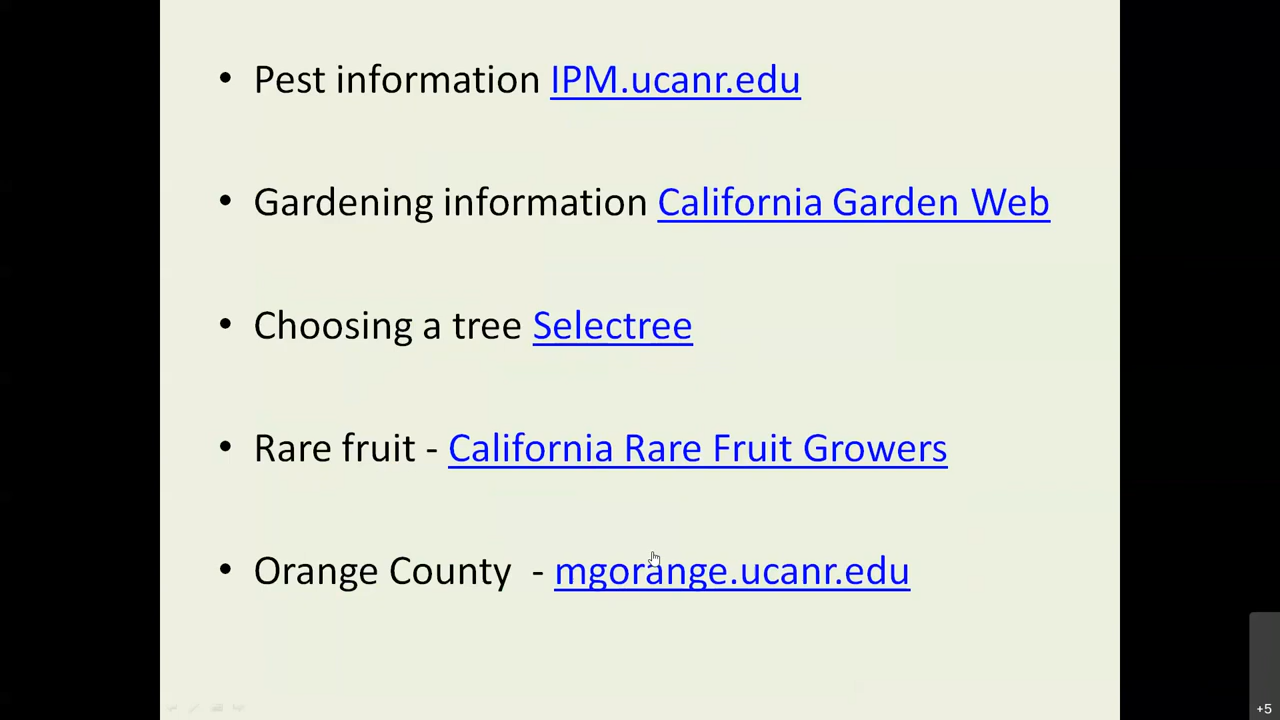 • Pest information IPM.ucanr.edu
• Gardening information California Garden Web
• Choosing a tree Selectree
• Rare fruit - California Rare Fruit Growers
• Orange County - mgorange.ucanr.edu
+5